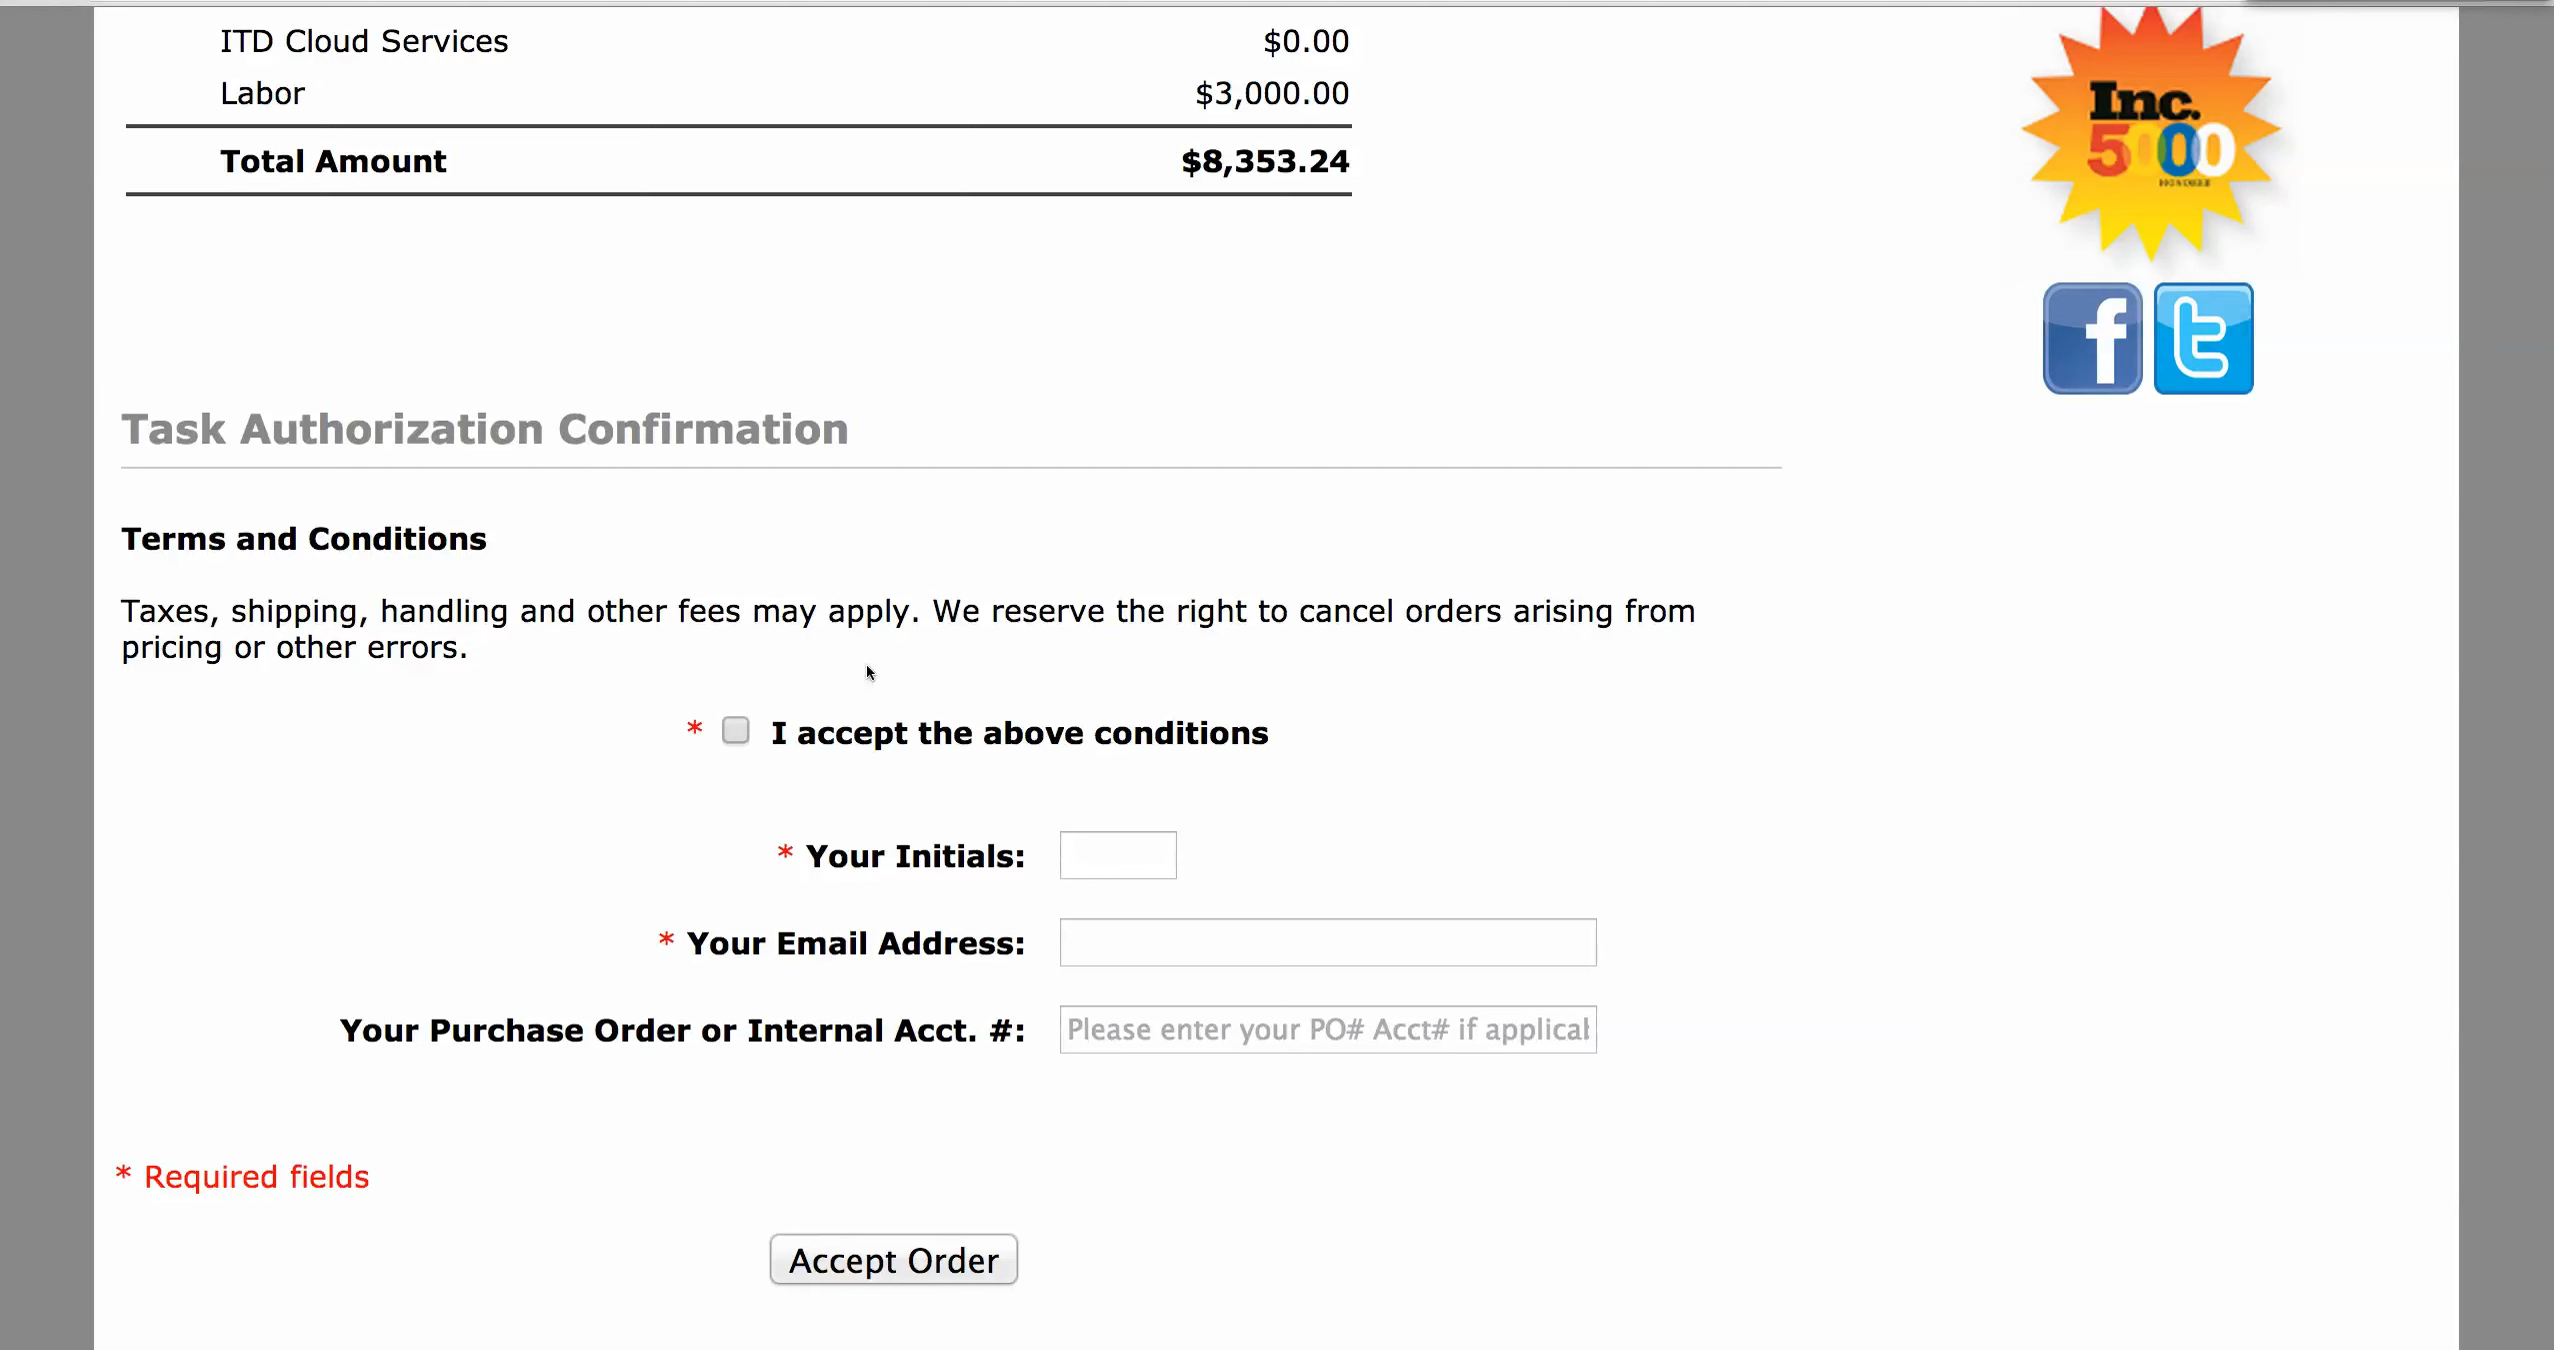 ITD Cloud Services $0.00
Labor $3,000.00
Total Amount $8,353.24
Inc.
5000
HONOREE
Task Authorization Confirmation
Terms and Conditions
Taxes, shipping, handling and other fees may apply. We reserve the right to cancel orders arising from
pricing or other errors.
* I accept the above conditions
* Your Initials:
* Your Email Address:
Your Purchase Order or Internal Acct. #: Please enter your PO# Acct# if applical
* Required fields
Accept Order